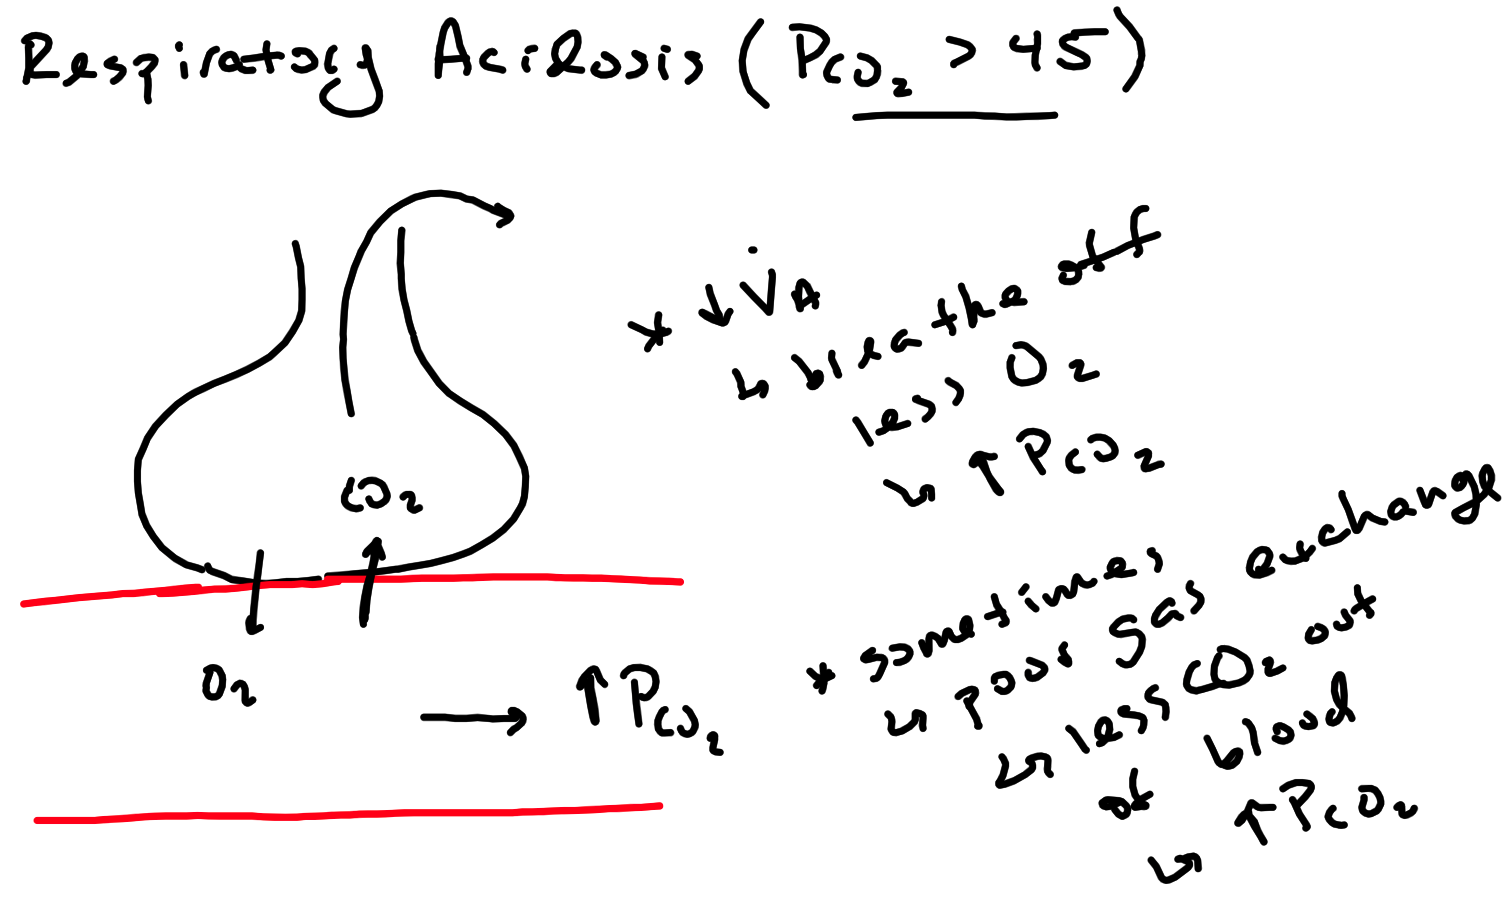 Respiratory Acidosis (PCO₂ > 45)
* ↓ V̇A
↳ breathe off
less O₂
↳ ↑ PCO₂
CO₂
O₂
→ ↑ PCO₂
* sometimes
↳ poor gas exchange
↳ less CO₂ out
of blood
↳ ↑ PCO₂